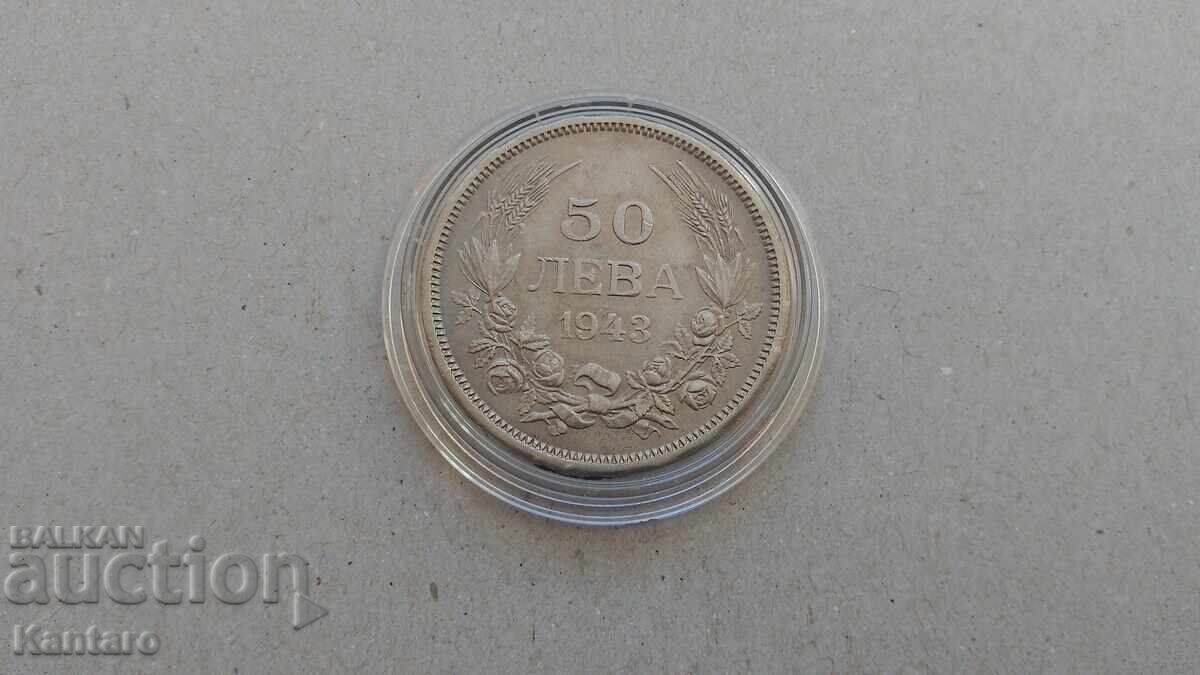 50
ЛЕВА
1943
BALKAN
auction
Kantaro